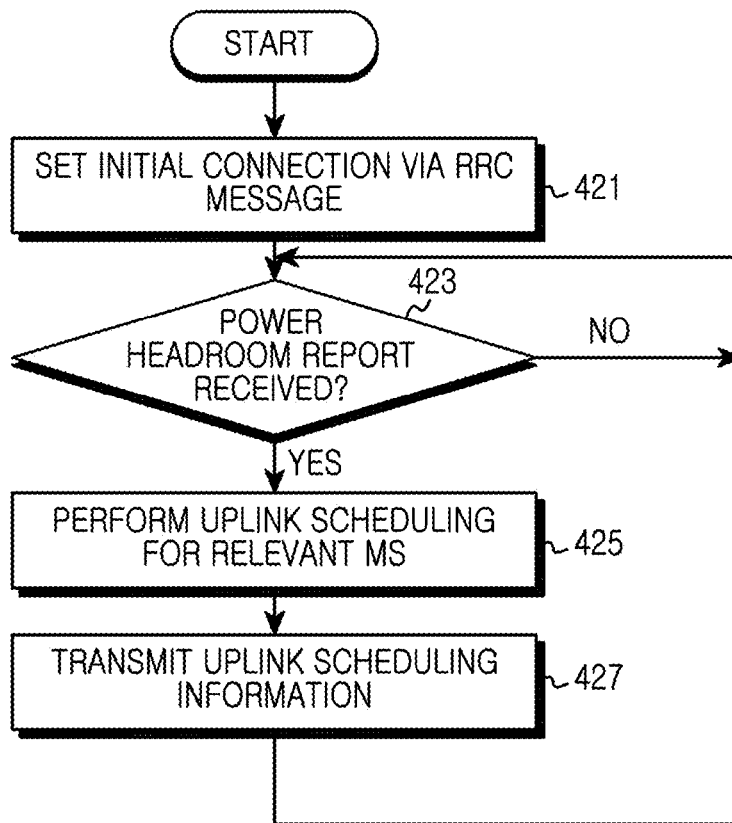 START
SET INITIAL CONNECTION VIA RRC
MESSAGE
421
423
POWER
HEADROOM REPORT
RECEIVED?
NO
YES
PERFORM UPLINK SCHEDULING
FOR RELEVANT MS
425
TRANSMIT UPLINK SCHEDULING
INFORMATION
427